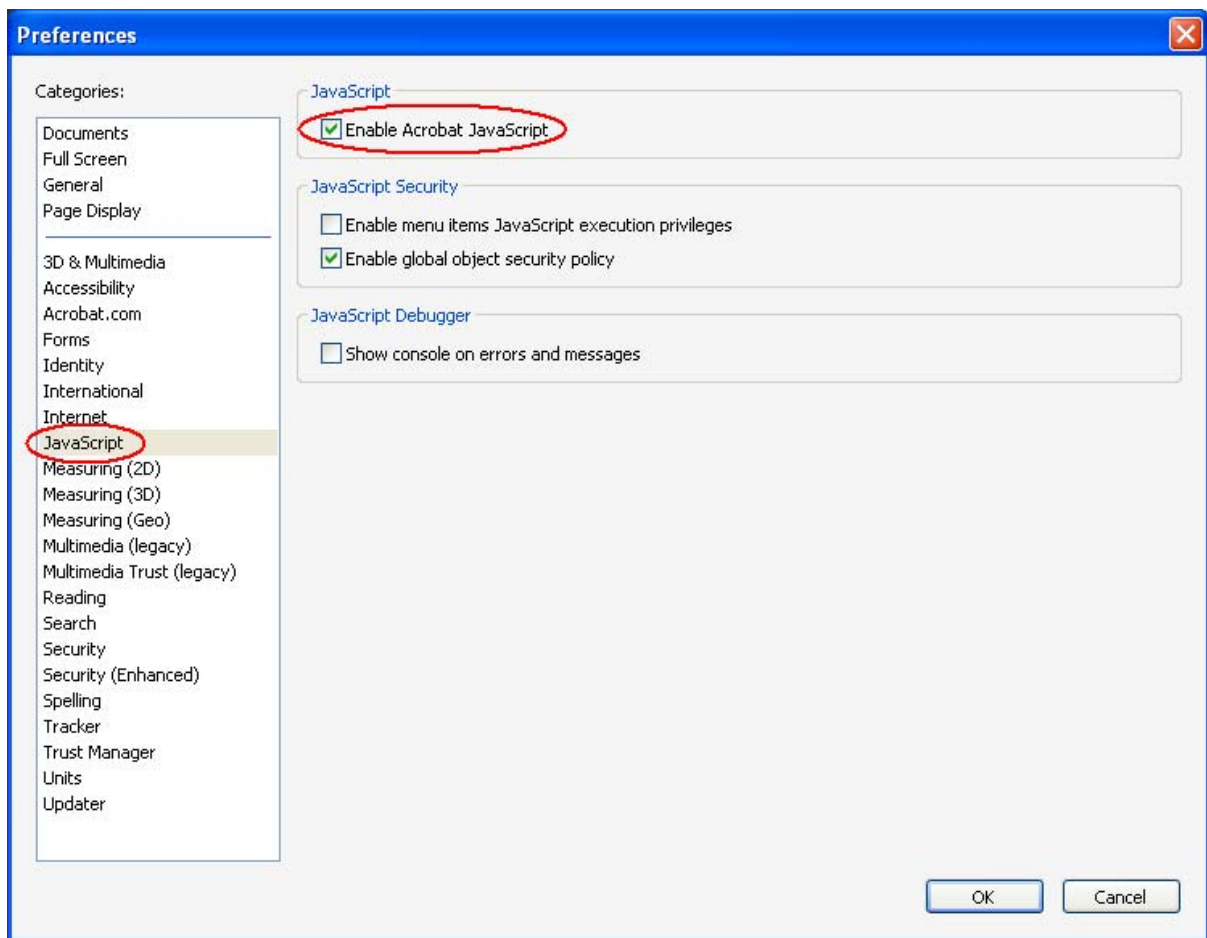 Preferences
Categories:
Documents
Full Screen
General
Page Display
3D & Multimedia
Accessibility
Acrobat.com
Forms
Identity
International
Internet
JavaScript
Measuring (2D)
Measuring (3D)
Measuring (Geo)
Multimedia (legacy)
Multimedia Trust (legacy)
Reading
Search
Security
Security (Enhanced)
Spelling
Tracker
Trust Manager
Units
Updater
JavaScript
Enable Acrobat JavaScript
JavaScript Security
Enable menu items JavaScript execution privileges
Enable global object security policy
JavaScript Debugger
Show console on errors and messages
OK
Cancel